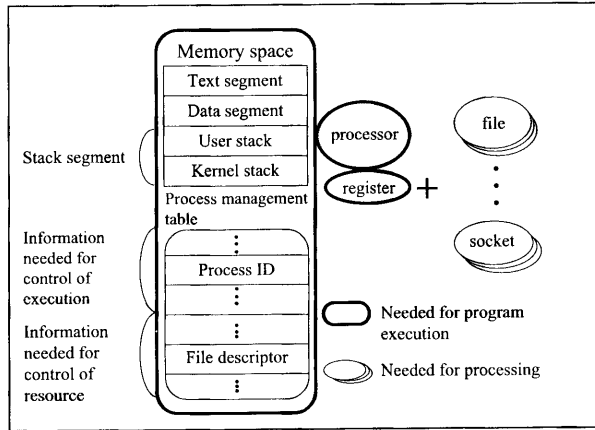 Memory space
Text segment
Data segment
User stack
Kernel stack
Stack segment
processor
register
+
file
socket
Process management
table
Information
needed for
control of
execution
Process ID
Information
needed for
control of
resource
File descriptor
Needed for program
execution
Needed for processing